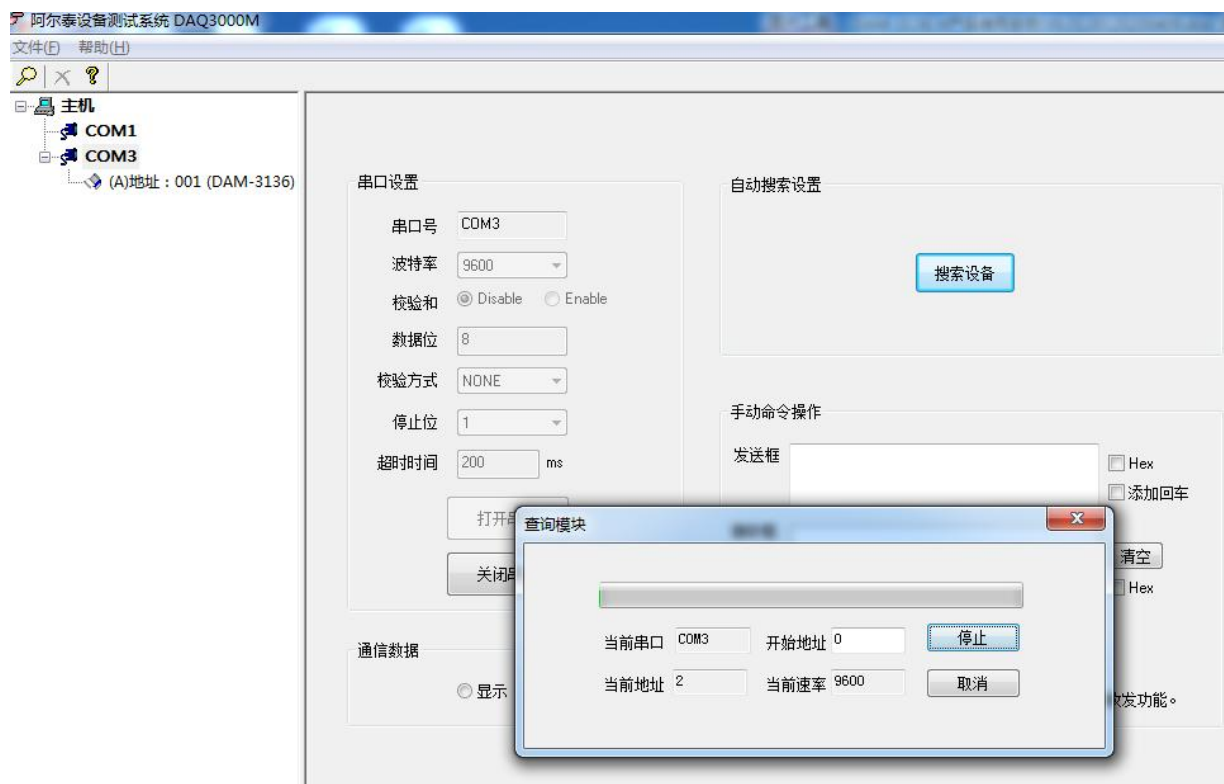 阿尔泰设备测试系统 DAQ3000M
文件(F) 帮助(H)
主机
COM1
COM3
(A)地址：001 (DAM-3136)
串口设置
串口号 COM3
波特率 9600
校验和 Disable Enable
数据位 8
校验方式 NONE
停止位 1
超时时间 200 ms
打开
关闭
通信数据
显示
自动搜索设置
搜索设备
手动命令操作
发送框
Hex
添加回车
清空
Hex
发功能。
查询模块
当前串口 COM3 开始地址 0 停止
当前地址 2 当前速率 9600 取消